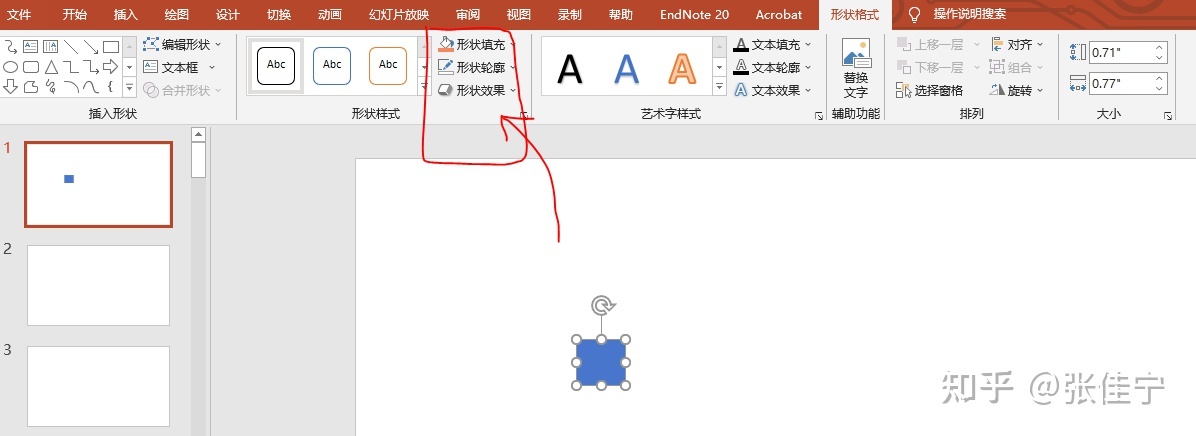 文件 开始 插入 绘图 设计 切换 动画 幻灯片放映 审阅 视图 录制 帮助 EndNote 20 Acrobat 形状格式 操作说明搜索
编辑形状
文本框
合并形状
插入形状
Abc Abc Abc
形状填充
形状轮廓
形状效果
形状样式
A A A
文本填充
文本轮廓
文本效果
艺术字样式
替换
文字
辅助功能
上移一层 对齐
下移一层 组合
选择窗格 旋转
排列
0.71"
0.77"
大小
1
2
3
知乎 @张佳宁